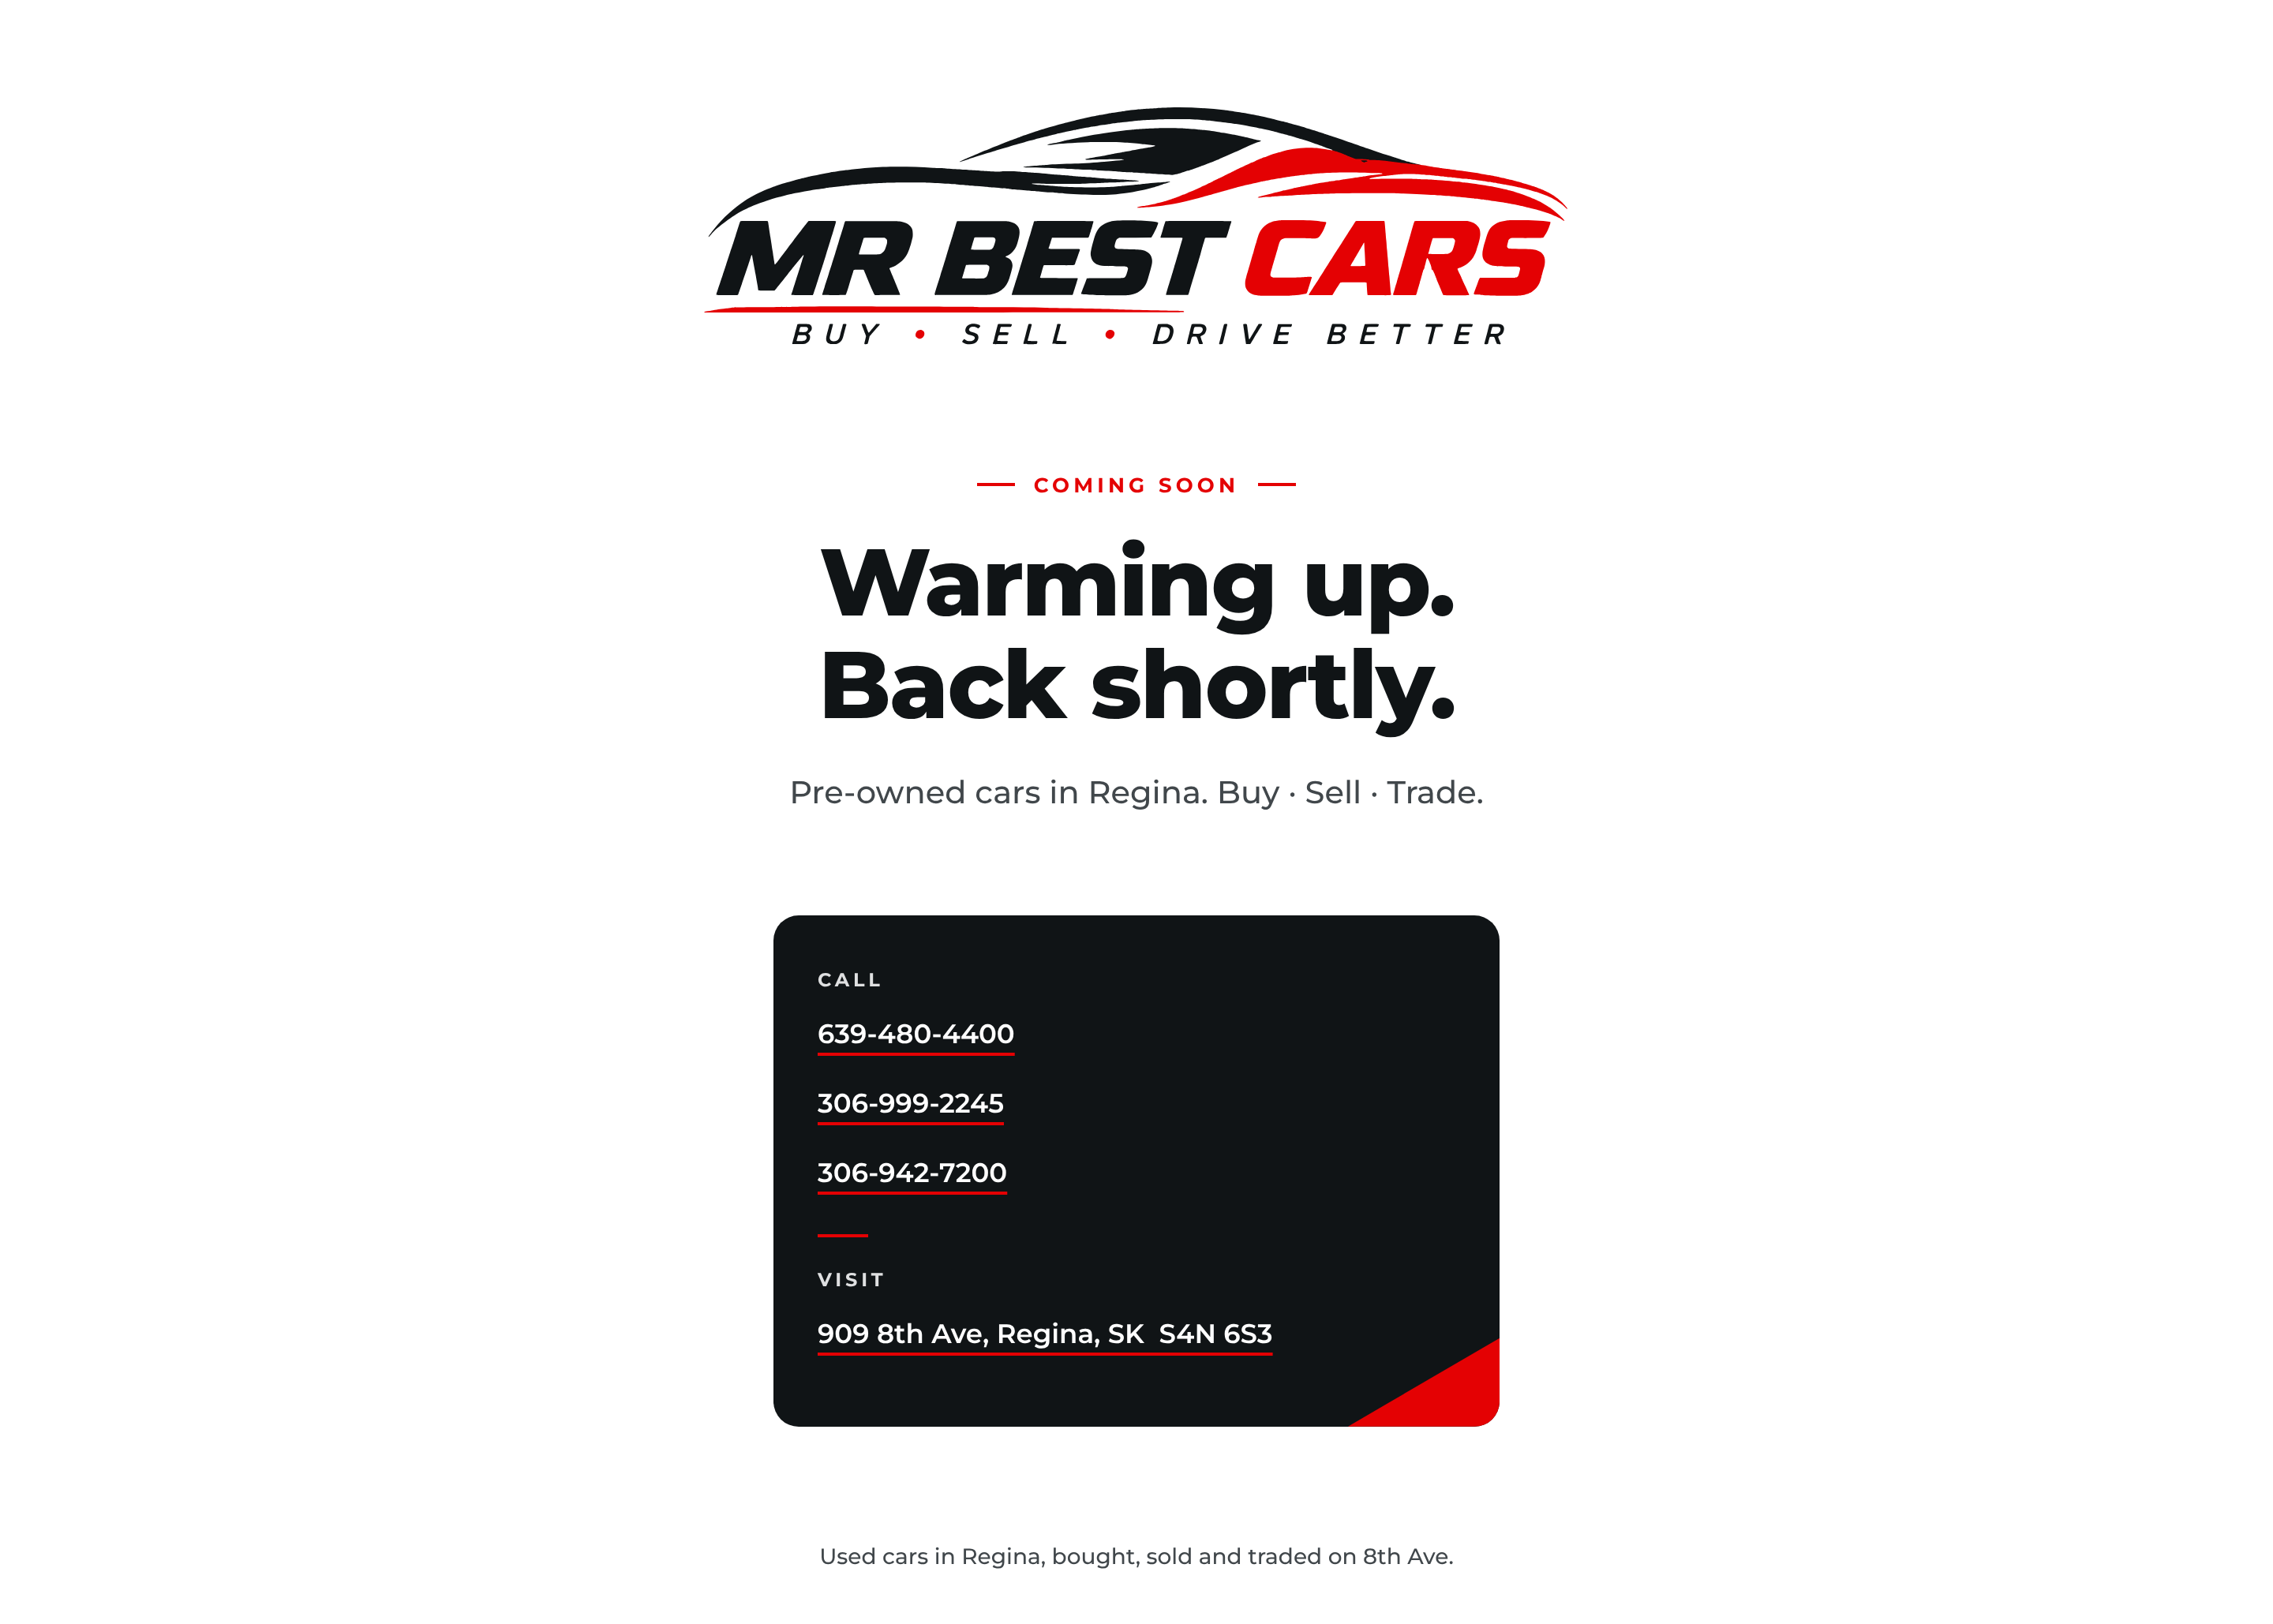 MR BEST CARS
BUY • SELL • DRIVE BETTER
COMING SOON
Warming up.
Back shortly.
Pre-owned cars in Regina. Buy · Sell · Trade.
CALL
639-480-4400
306-999-2245
306-942-7200
VISIT
909 8th Ave, Regina, SK  S4N 6S3
Used cars in Regina, bought, sold and traded on 8th Ave.